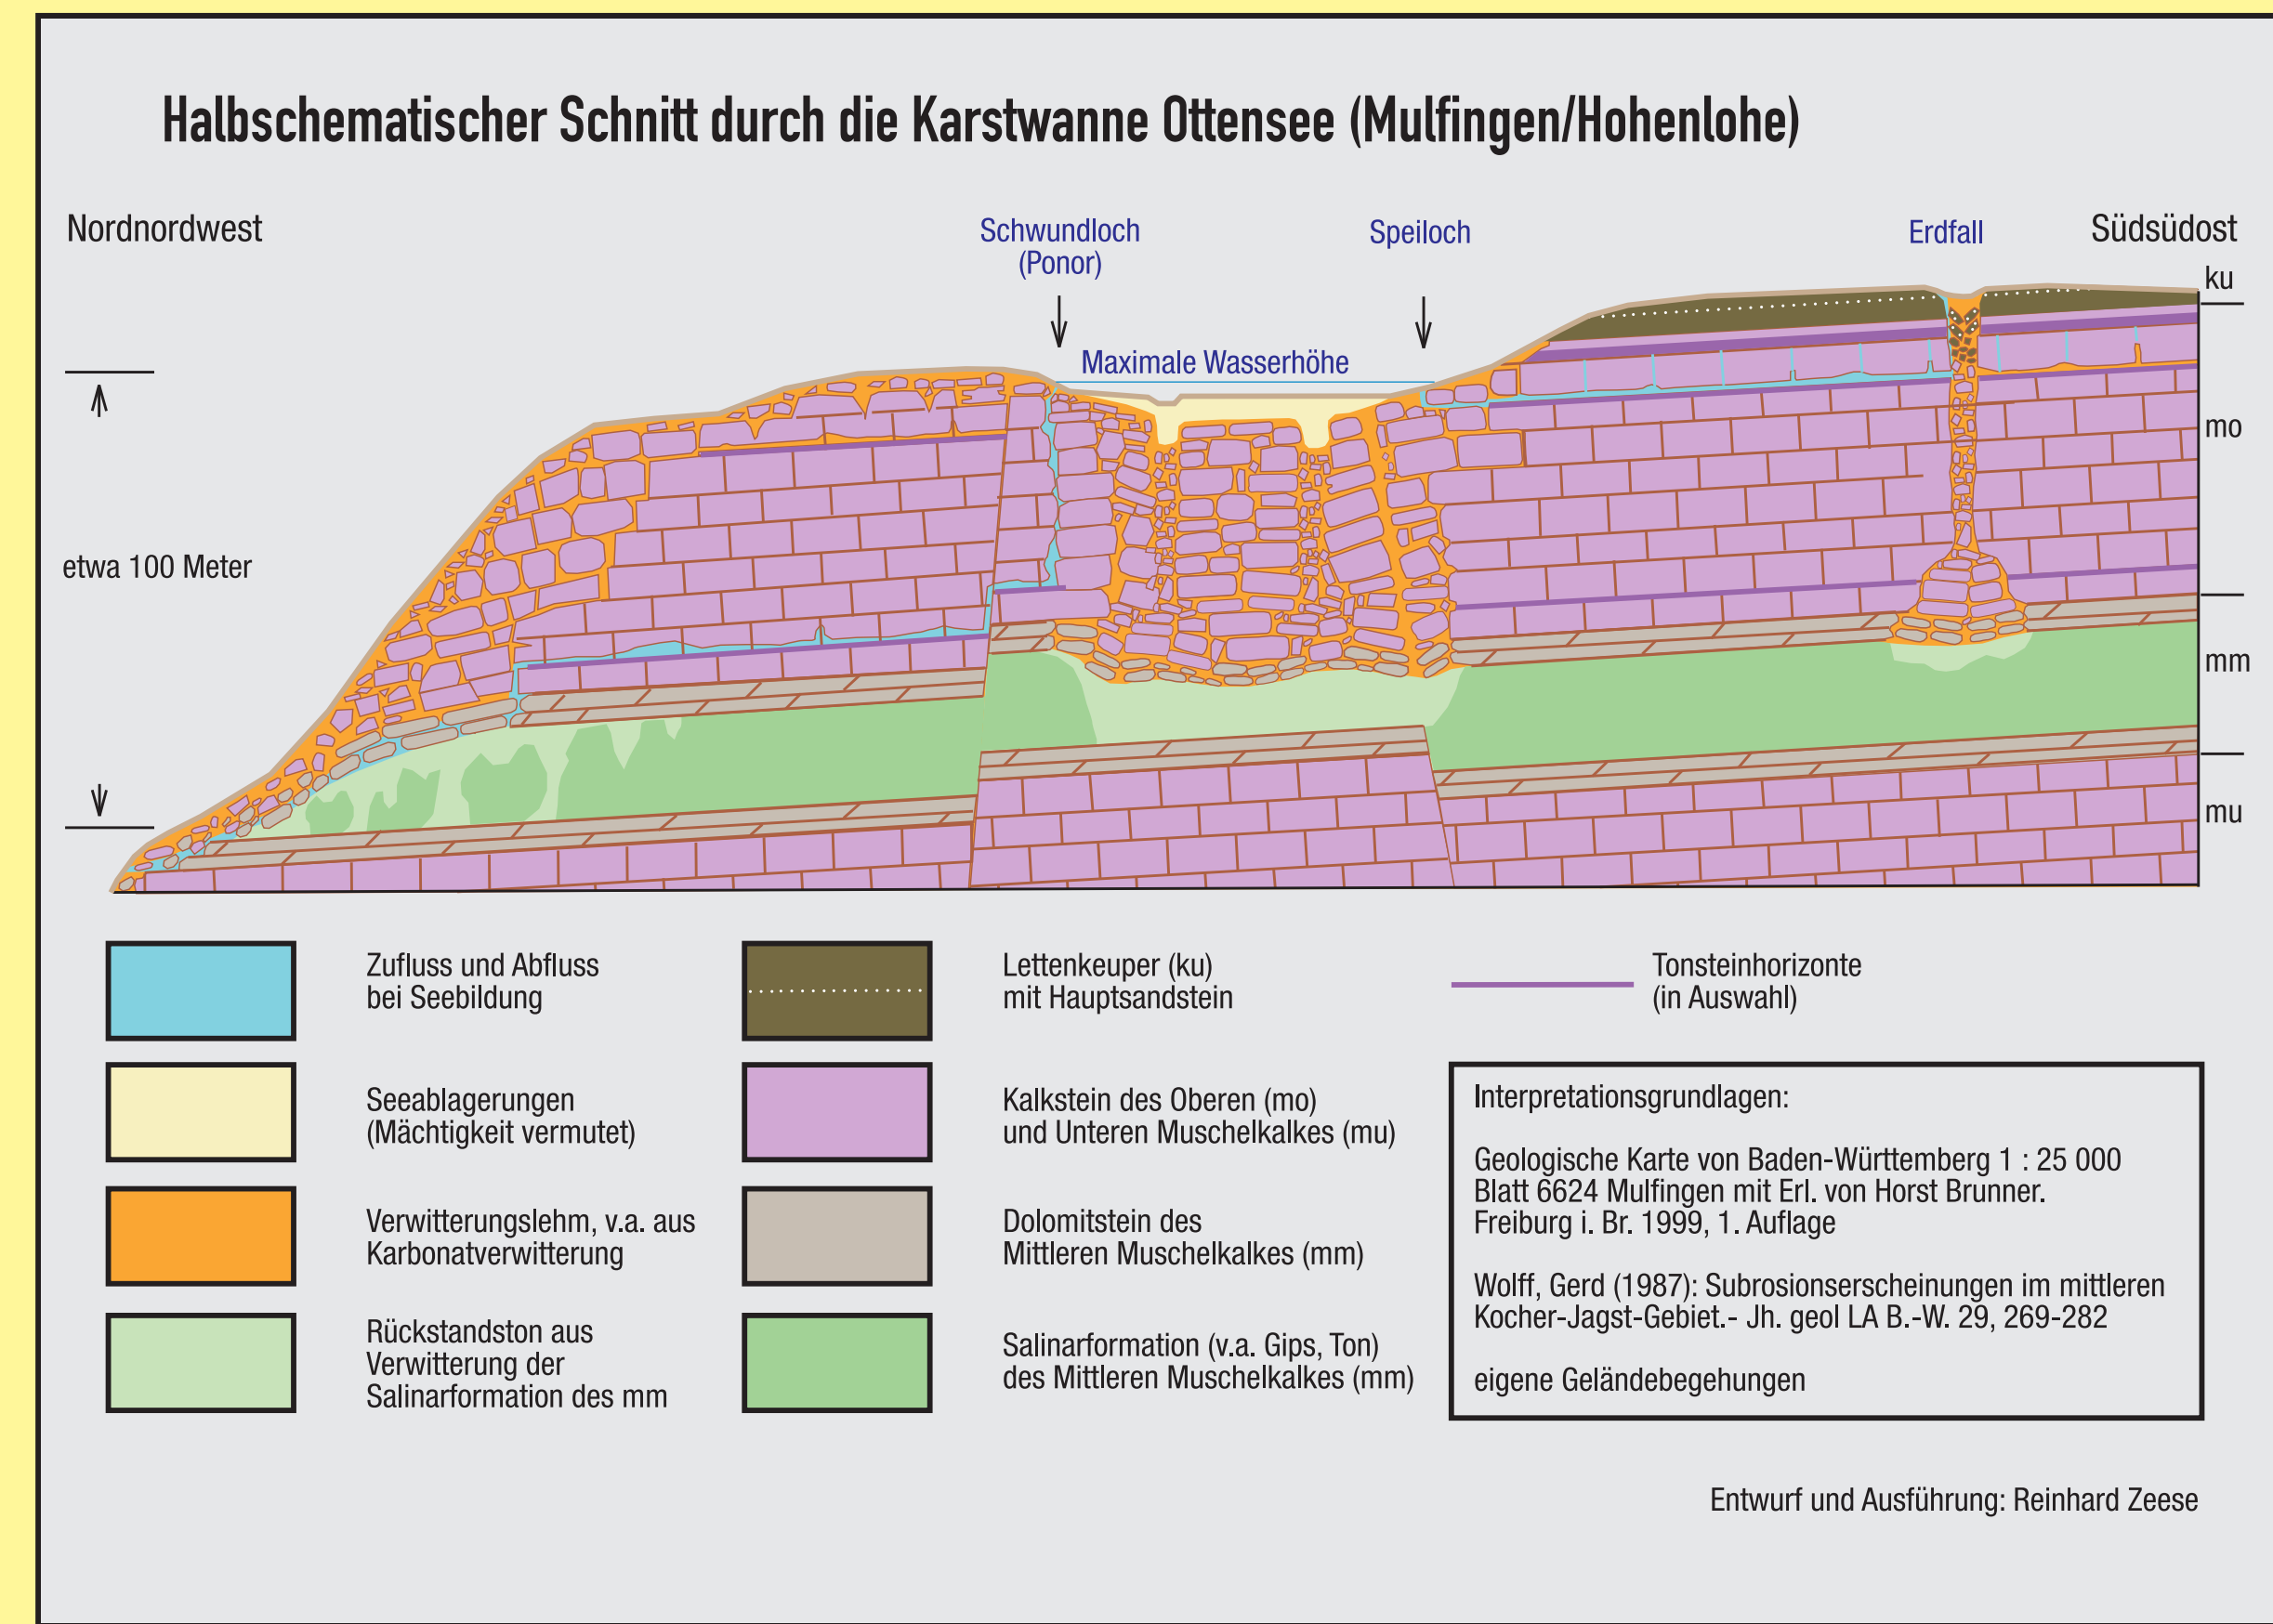 Halbschematischer Schnitt durch die Karstwanne Ottensee (Mulfingen/Hohenlohe)
Nordnordwest
Schwundloch
(Ponor)
Speiloch
Erdfall
Südsüdost
ku
Maximale Wasserhöhe
mo
etwa 100 Meter
mm
mu
Zufluss und Abfluss
bei Seebildung
Lettenkeuper (ku)
mit Hauptsandstein
Tonsteinhorizonte
(in Auswahl)
Seeablagerungen
(Mächtigkeit vermutet)
Kalkstein des Oberen (mo)
und Unteren Muschelkalkes (mu)
Verwitterungslehm, v.a. aus
Karbonatverwitterung
Dolomitstein des
Mittleren Muschelkalkes (mm)
Rückstandston aus
Verwitterung der
Salinarformation des mm
Salinarformation (v.a. Gips, Ton)
des Mittleren Muschelkalkes (mm)
Interpretationsgrundlagen:
Geologische Karte von Baden-Württemberg 1 : 25 000
Blatt 6624 Mulfingen mit Erl. von Horst Brunner.
Freiburg i. Br. 1999, 1. Auflage
Wolff, Gerd (1987): Subrosionserscheinungen im mittleren
Kocher-Jagst-Gebiet.- Jh. geol LA B.-W. 29, 269-282
eigene Geländebegehungen
Entwurf und Ausführung: Reinhard Zeese